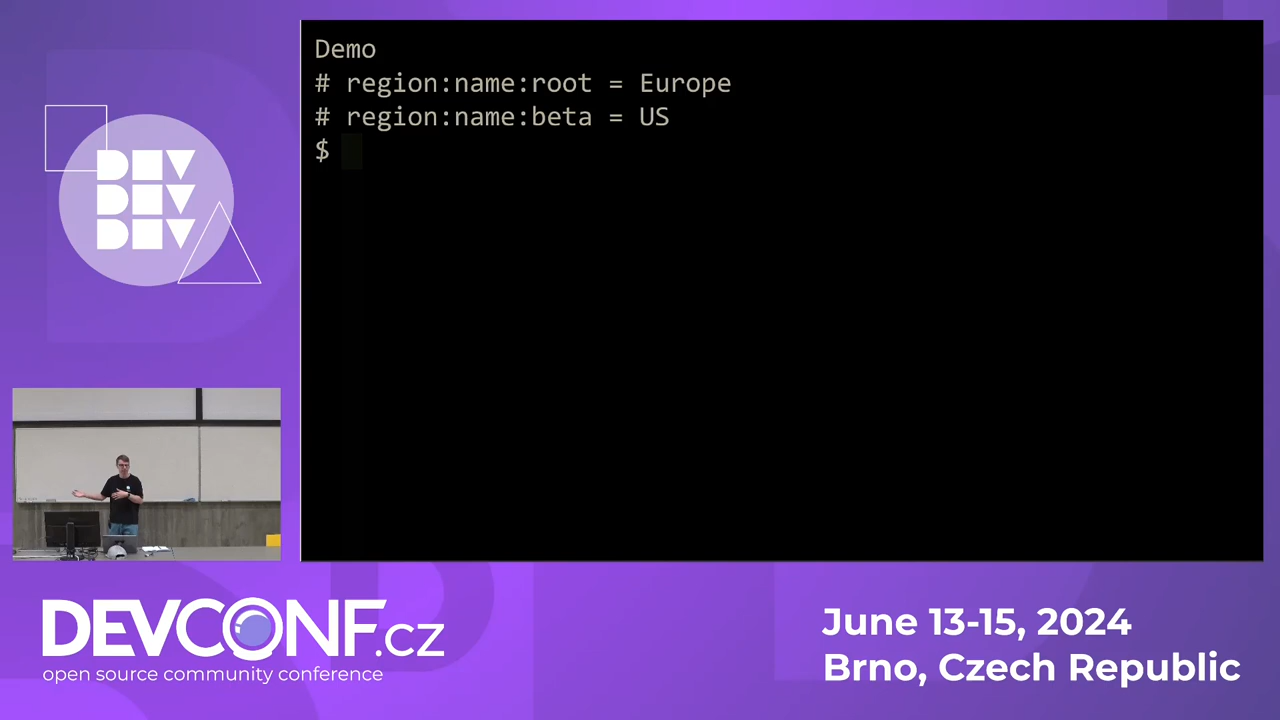 Demo
# region:name:root = Europe
# region:name:beta = US
$
DEV
DEV
DEV
DEVCONF.cz
open source community conference
June 13-15, 2024
Brno, Czech Republic